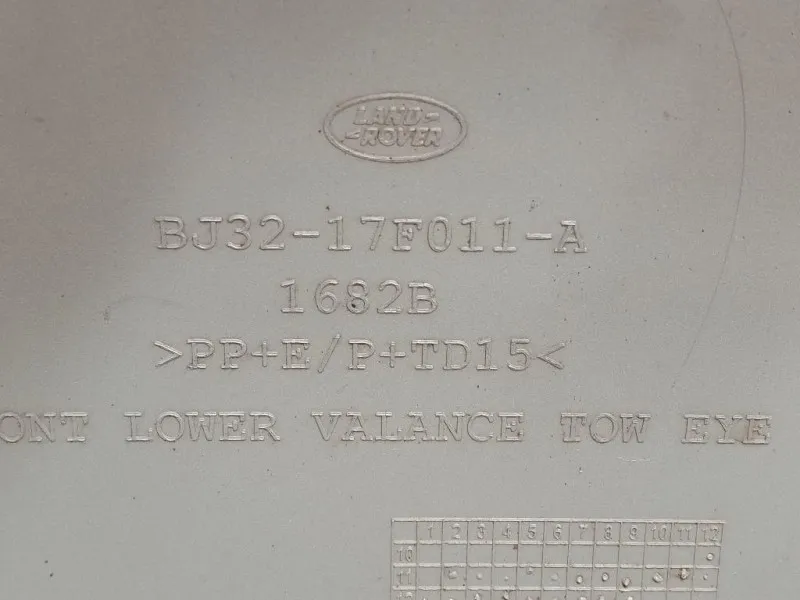 LAND-
-ROVER
BJ32-17F011-A
1682B
>PP+E/P+TD15<
ONT LOWER VALANCE TOW EYE
1 2 3 4 5 6 7 8 9 10 11 12
10
11